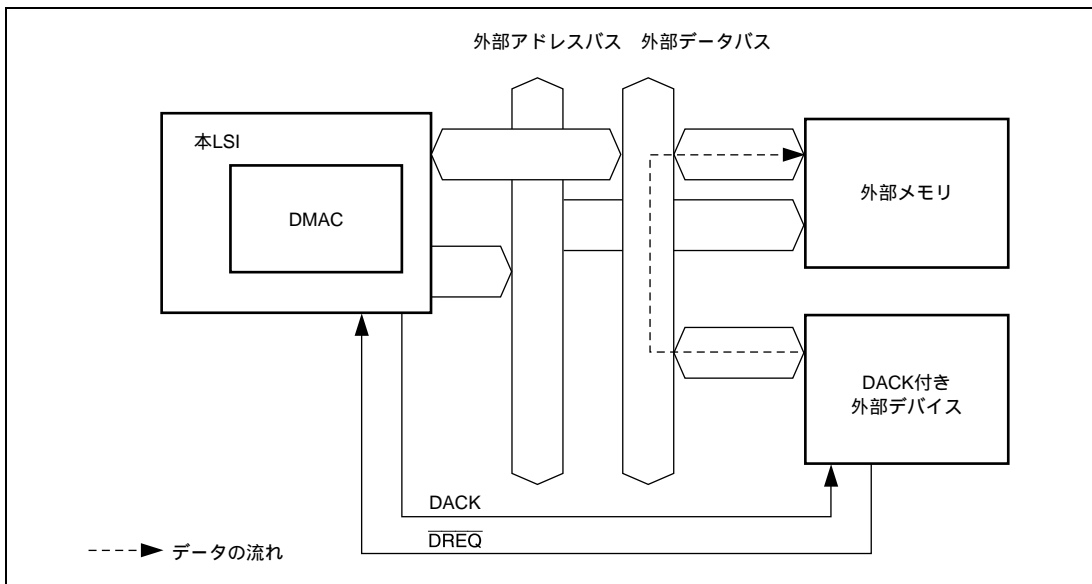 外部アドレスバス 外部データバス
本LSI
DMAC
外部メモリ
DACK付き
外部デバイス
DACK
DREQ
データの流れ